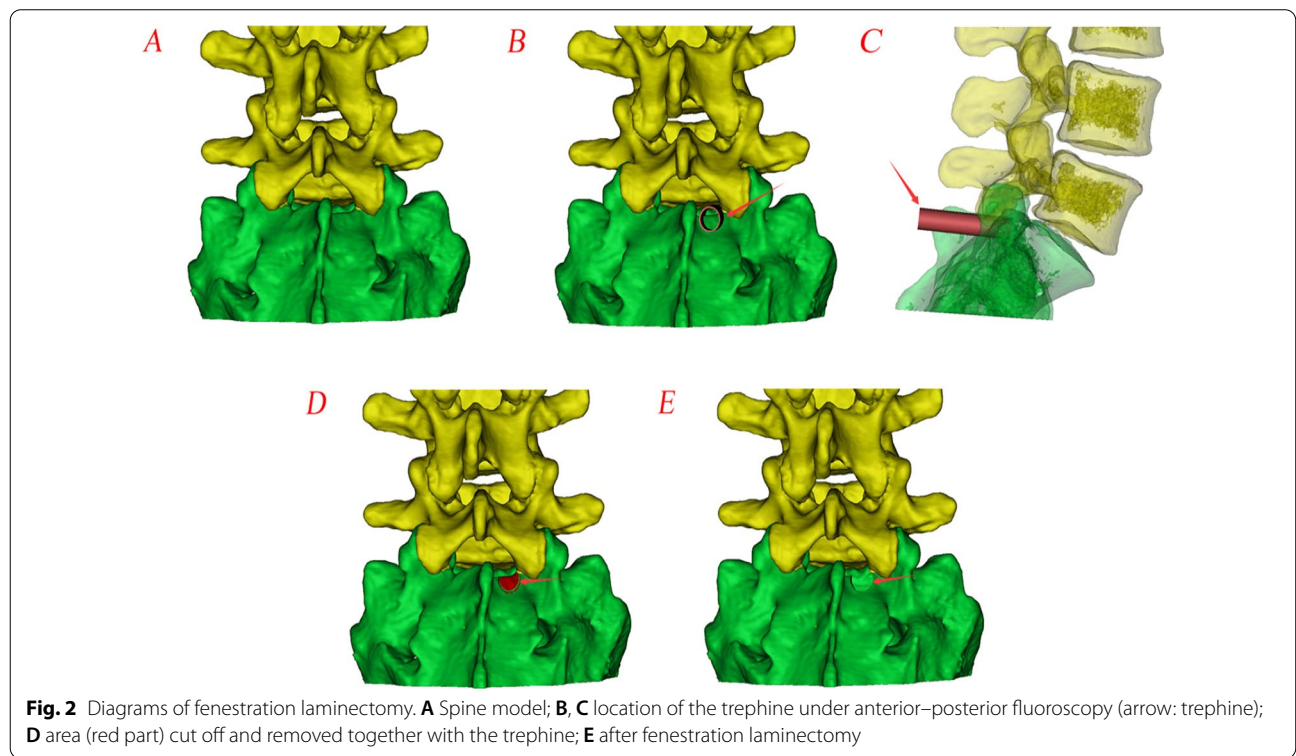 A
B
C
D
E
Fig. 2 Diagrams of fenestration laminectomy. A Spine model; B, C location of the trephine under anterior–posterior fluoroscopy (arrow: trephine);
D area (red part) cut off and removed together with the trephine; E after fenestration laminectomy